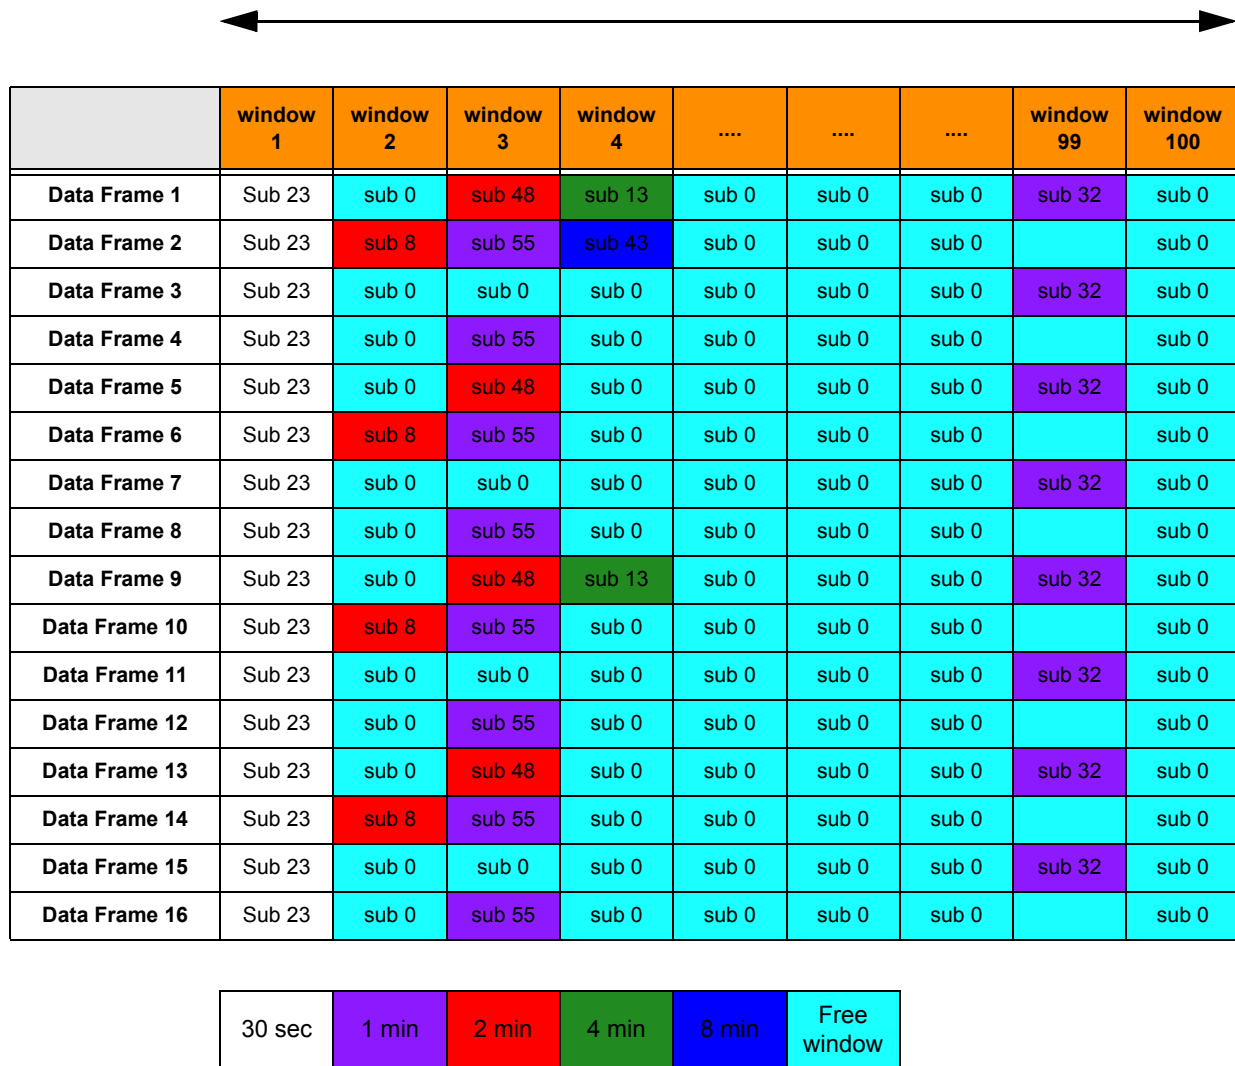 window 1 window 2 window 3 window 4 .... .... .... window 99 window 100
Data Frame 1 Sub 23 sub 0 sub 48 sub 13 sub 0 sub 0 sub 0 sub 32 sub 0
Data Frame 2 Sub 23 sub 8 sub 55 sub 43 sub 0 sub 0 sub 0 sub 0
Data Frame 3 Sub 23 sub 0 sub 0 sub 0 sub 0 sub 0 sub 0 sub 32 sub 0
Data Frame 4 Sub 23 sub 0 sub 55 sub 0 sub 0 sub 0 sub 0 sub 0
Data Frame 5 Sub 23 sub 0 sub 48 sub 0 sub 0 sub 0 sub 0 sub 32 sub 0
Data Frame 6 Sub 23 sub 8 sub 55 sub 0 sub 0 sub 0 sub 0 sub 0
Data Frame 7 Sub 23 sub 0 sub 0 sub 0 sub 0 sub 0 sub 0 sub 32 sub 0
Data Frame 8 Sub 23 sub 0 sub 55 sub 0 sub 0 sub 0 sub 0 sub 0
Data Frame 9 Sub 23 sub 0 sub 48 sub 13 sub 0 sub 0 sub 0 sub 32 sub 0
Data Frame 10 Sub 23 sub 8 sub 55 sub 0 sub 0 sub 0 sub 0 sub 0
Data Frame 11 Sub 23 sub 0 sub 0 sub 0 sub 0 sub 0 sub 0 sub 32 sub 0
Data Frame 12 Sub 23 sub 0 sub 55 sub 0 sub 0 sub 0 sub 0 sub 0
Data Frame 13 Sub 23 sub 0 sub 48 sub 0 sub 0 sub 0 sub 0 sub 32 sub 0
Data Frame 14 Sub 23 sub 8 sub 55 sub 0 sub 0 sub 0 sub 0 sub 0
Data Frame 15 Sub 23 sub 0 sub 0 sub 0 sub 0 sub 0 sub 0 sub 32 sub 0
Data Frame 16 Sub 23 sub 0 sub 55 sub 0 sub 0 sub 0 sub 0 sub 0
30 sec 1 min 2 min 4 min 8 min Free window